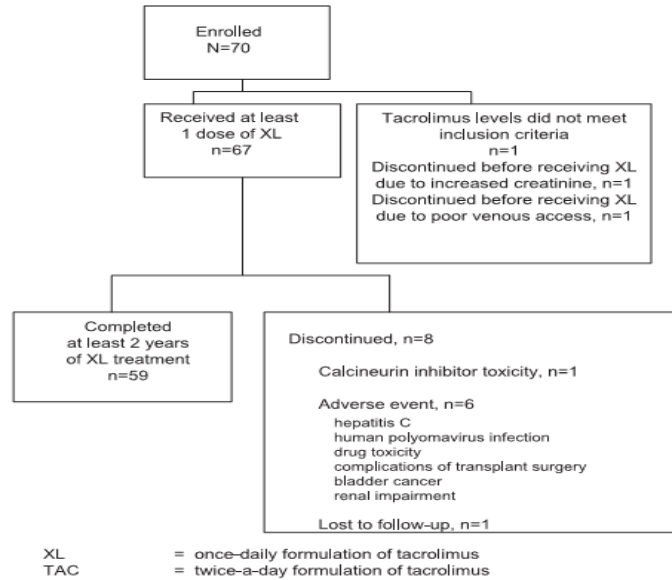 Enrolled
N=70
Received at least
1 dose of XL
n=67
Tacrolimus levels did not meet
inclusion criteria
n=1
Discontinued before receiving XL
due to increased creatinine, n=1
Discontinued before receiving XL
due to poor venous access, n=1
Completed
at least 2 years
of XL treatment
n=59
Discontinued, n=8
Calcineurin inhibitor toxicity, n=1
Adverse event, n=6
hepatitis C
human polyomavirus infection
drug toxicity
complications of transplant surgery
bladder cancer
renal impairment
Lost to follow-up, n=1
XL = once-daily formulation of tacrolimus
TAC = twice-a-day formulation of tacrolimus